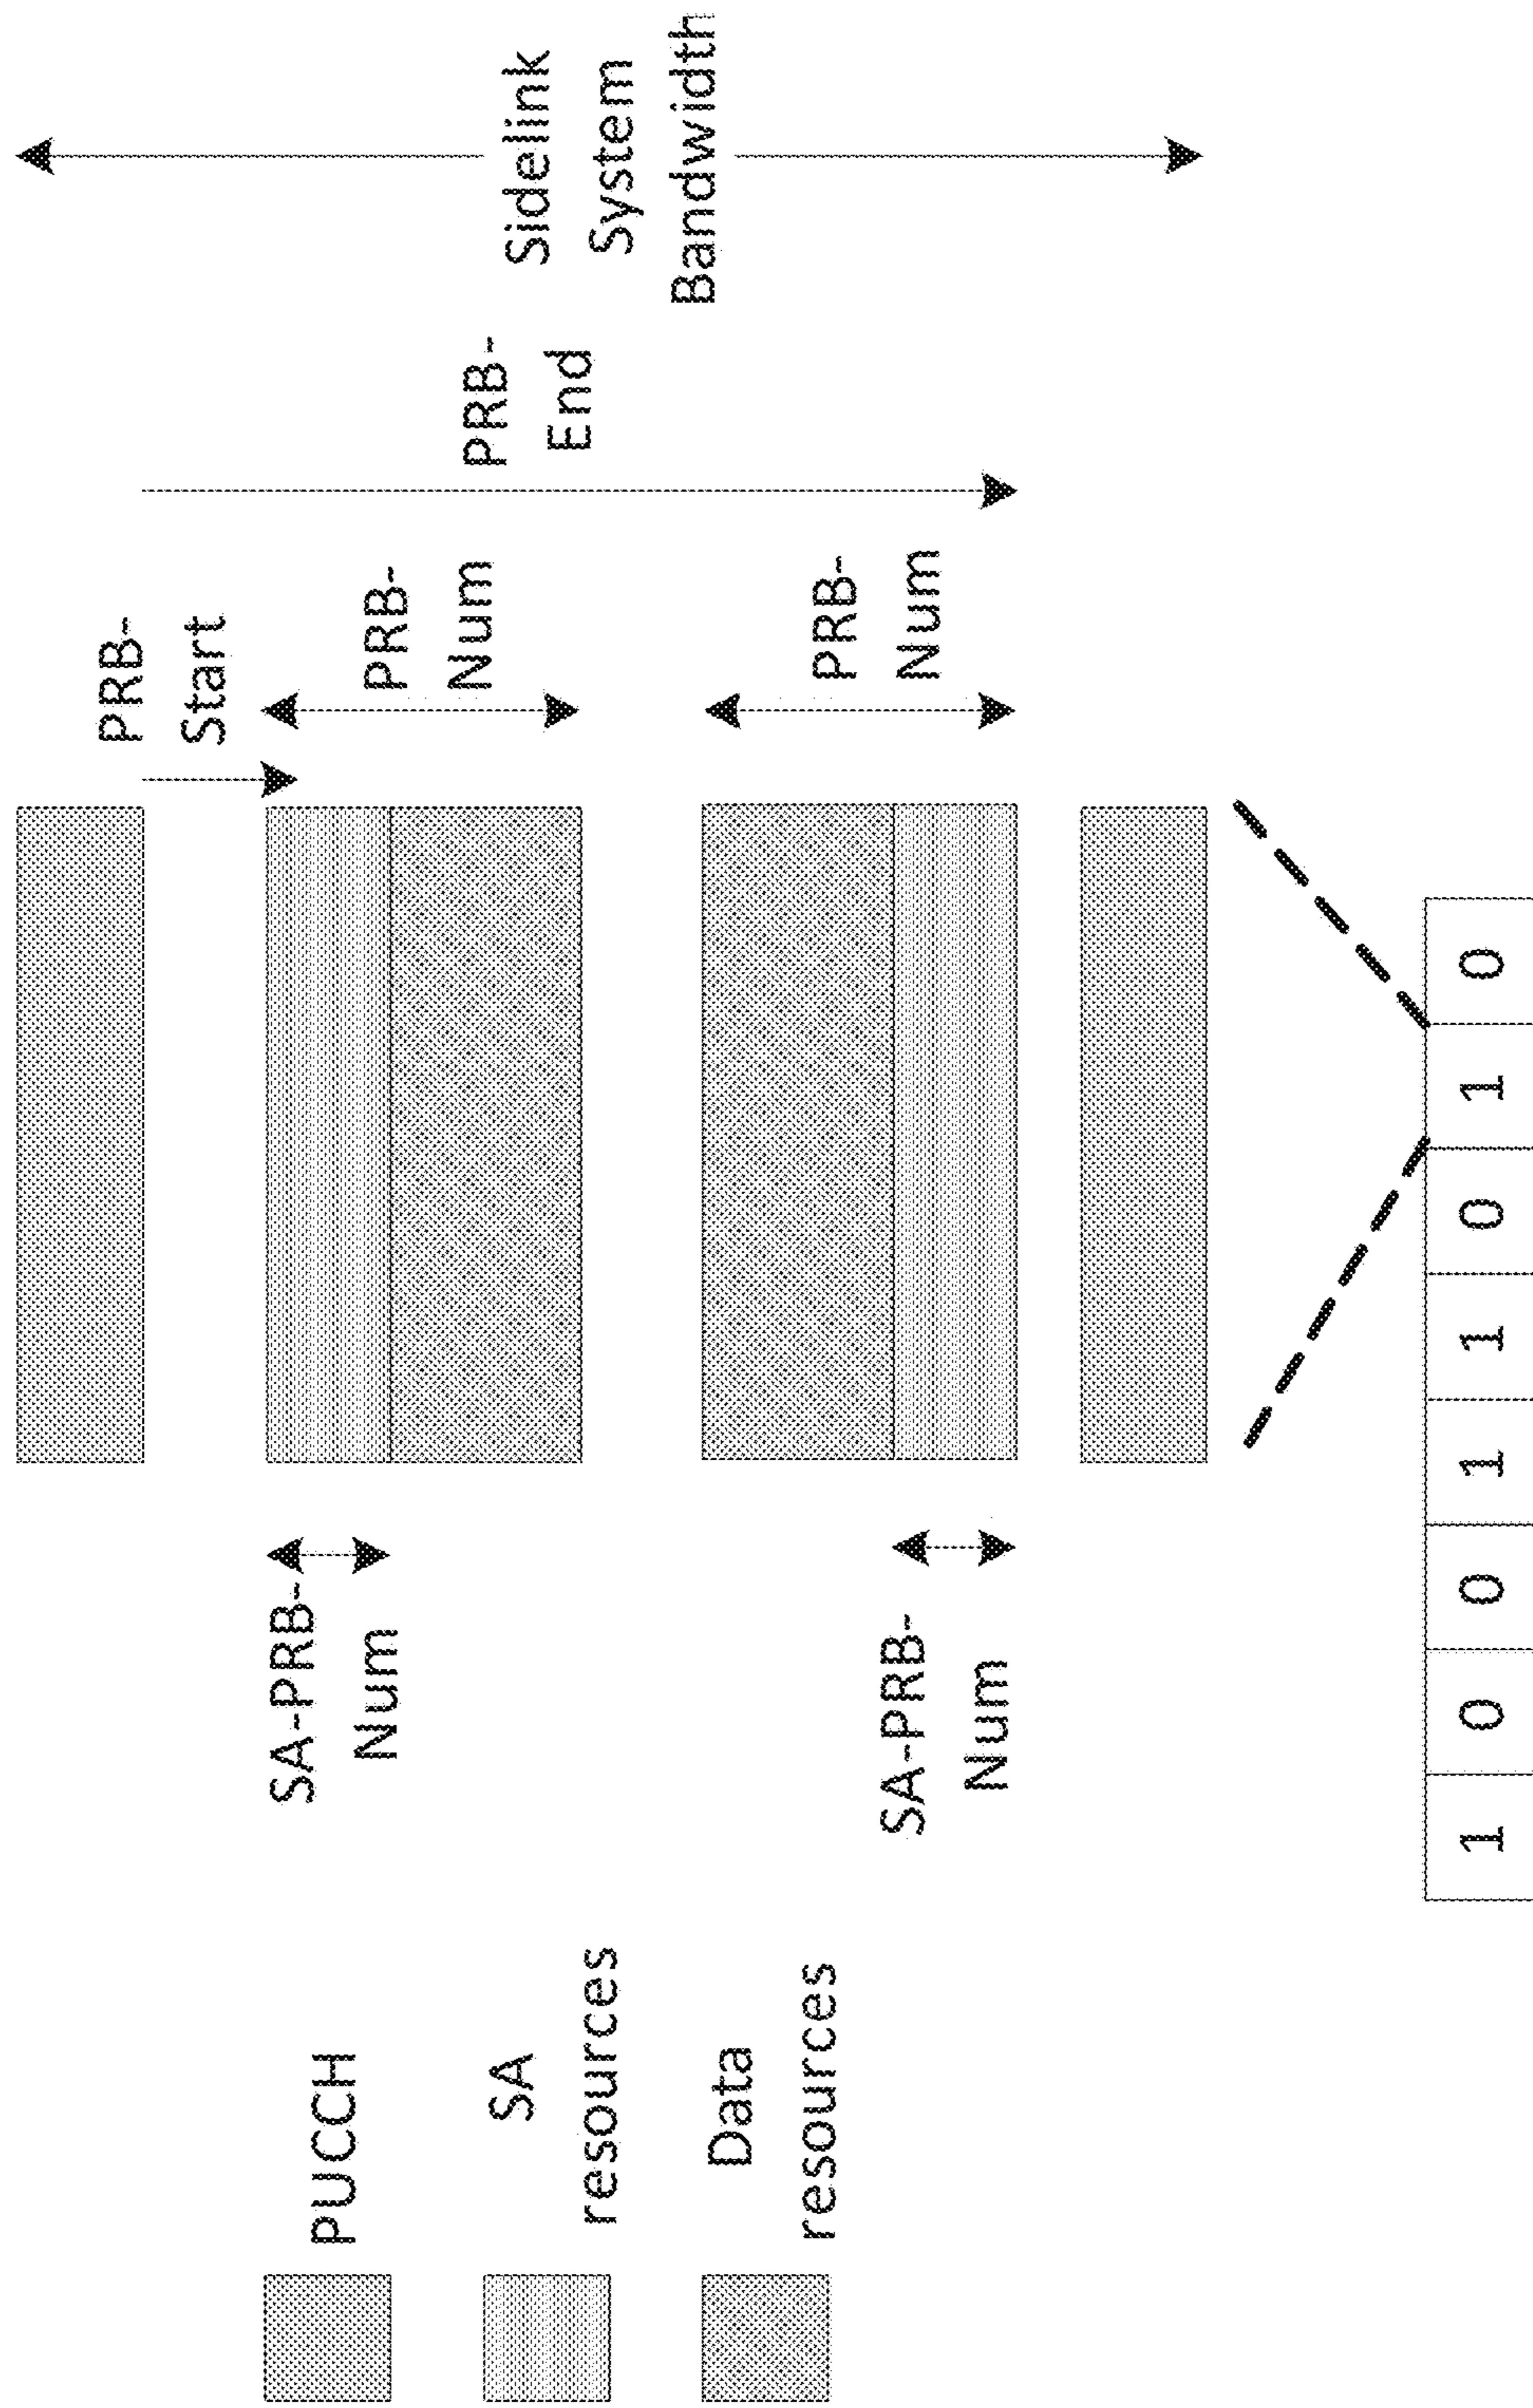 PUCCH
SA
resources
Data
resources
SA-PRB-
Num
SA-PRB-
Num
PRB-
Start
PRB-
Num
PRB-
Num
PRB-
End
Sidelink
System
Bandwidth
1 0 0 1 1 0 1 0